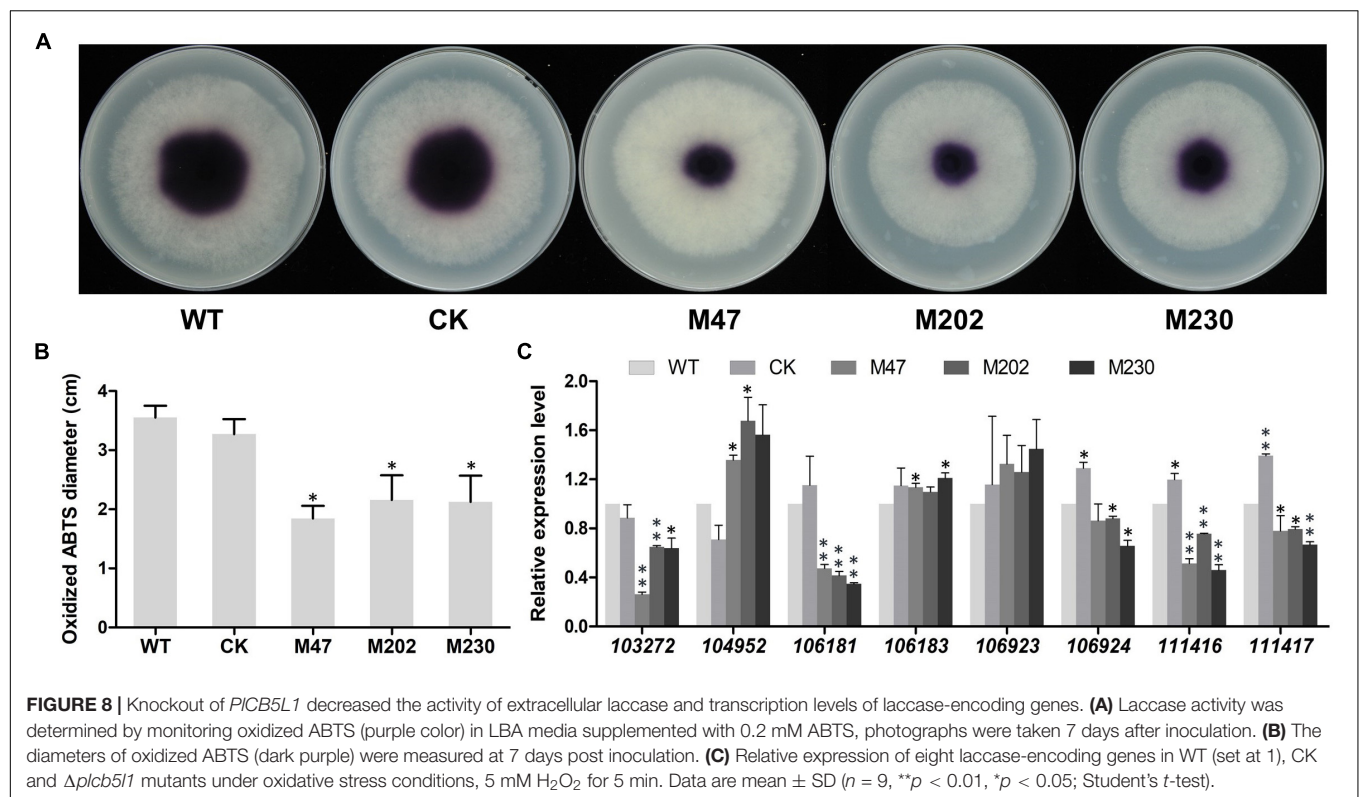 A
WT CK M47 M202 M230
B
Oxidized ABTS diameter (cm)
4
3
2
1
0
* * *
WT CK M47 M202 M230
C
WT CK M47 M202 M230
Relative expression level
2.0
1.6
1.2
0.8
0.4
0.0
** ** * * * ** ** ** * * * * * * ** ** ** ** * * **
103272 104952 106181 106183 106923 106924 111416 111417
FIGURE 8 | Knockout of PlCB5L1 decreased the activity of extracellular laccase and transcription levels of laccase-encoding genes. (A) Laccase activity was
determined by monitoring oxidized ABTS (purple color) in LBA media supplemented with 0.2 mM ABTS, photographs were taken 7 days after inoculation. (B) The
diameters of oxidized ABTS (dark purple) were measured at 7 days post inoculation. (C) Relative expression of eight laccase-encoding genes in WT (set at 1), CK
and Δplcb5l1 mutants under oxidative stress conditions, 5 mM H₂O₂ for 5 min. Data are mean ± SD (n = 9, **p < 0.01, *p < 0.05; Student's t-test).